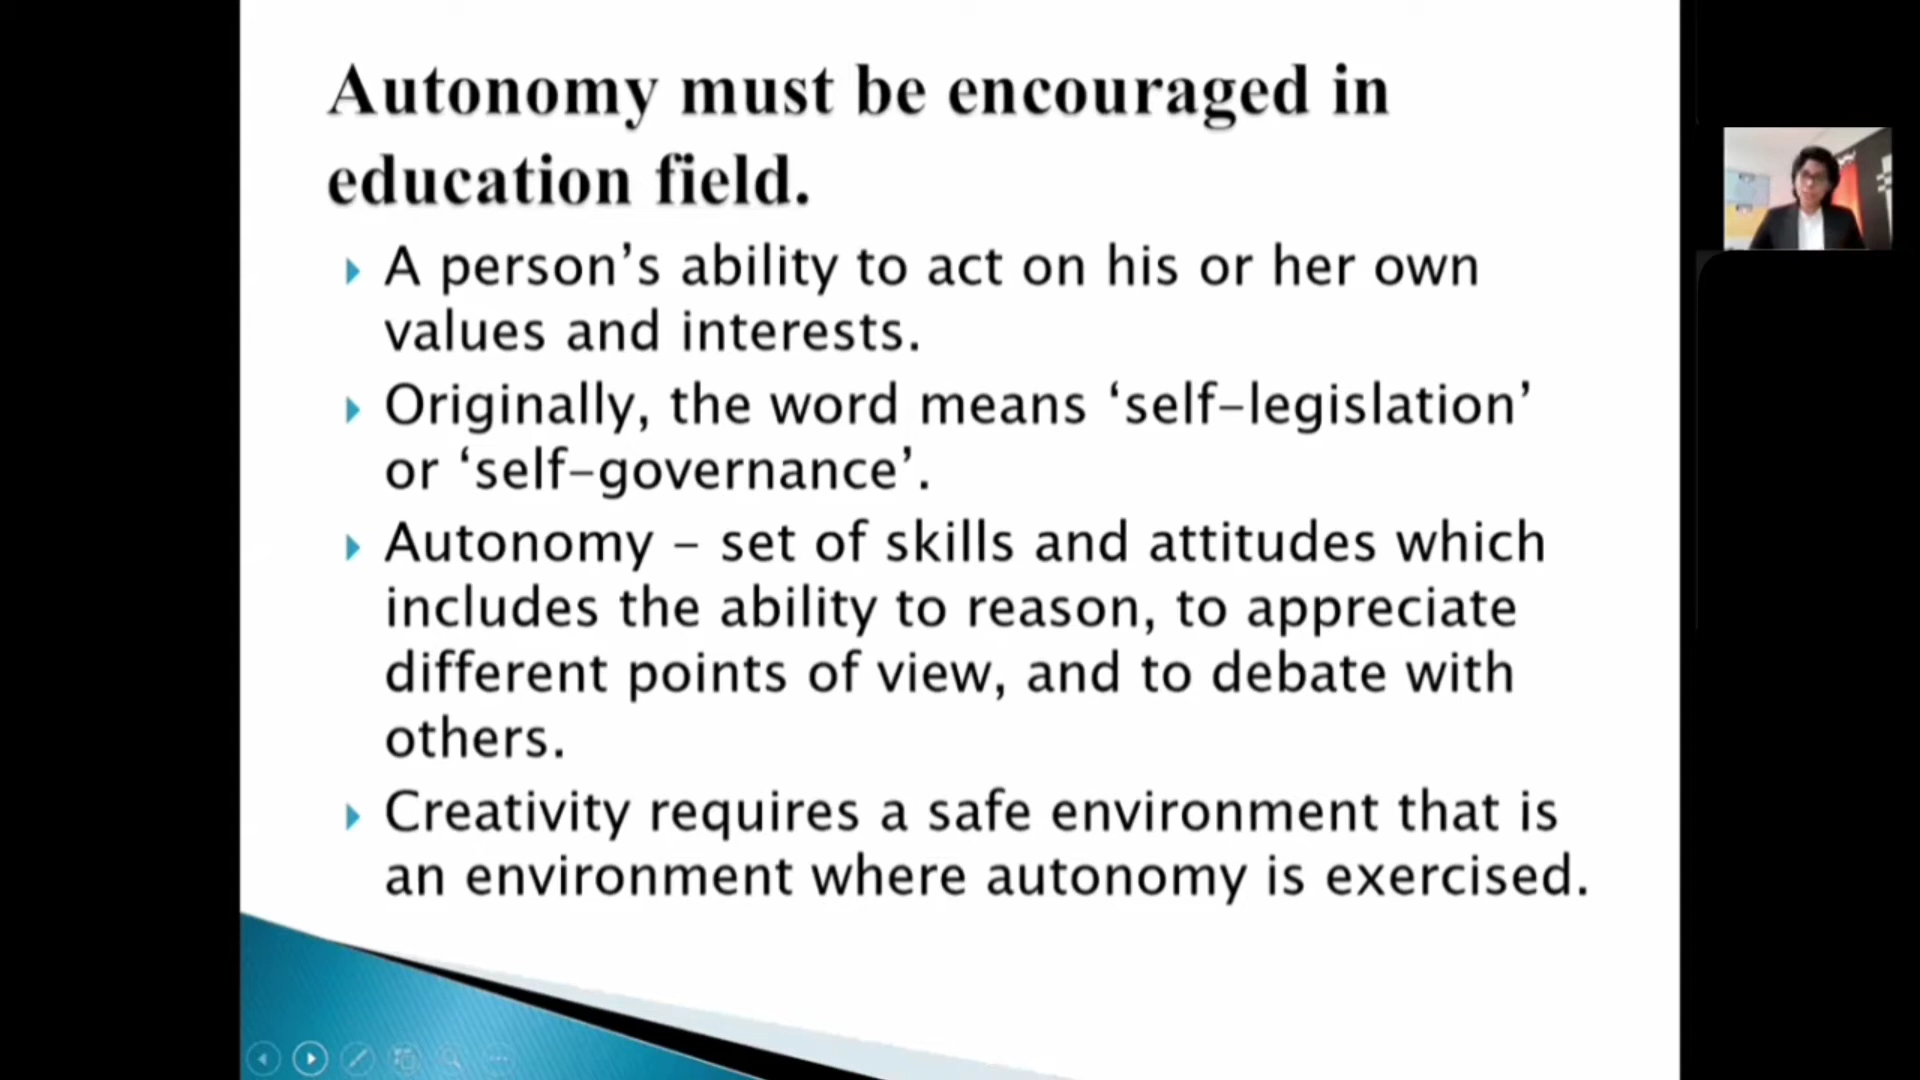 Autonomy must be encouraged in
education field.
A person’s ability to act on his or her own
values and interests.
Originally, the word means ‘self-legislation’
or ‘self-governance’.
Autonomy – set of skills and attitudes which
includes the ability to reason, to appreciate
different points of view, and to debate with
others.
Creativity requires a safe environment that is
an environment where autonomy is exercised.